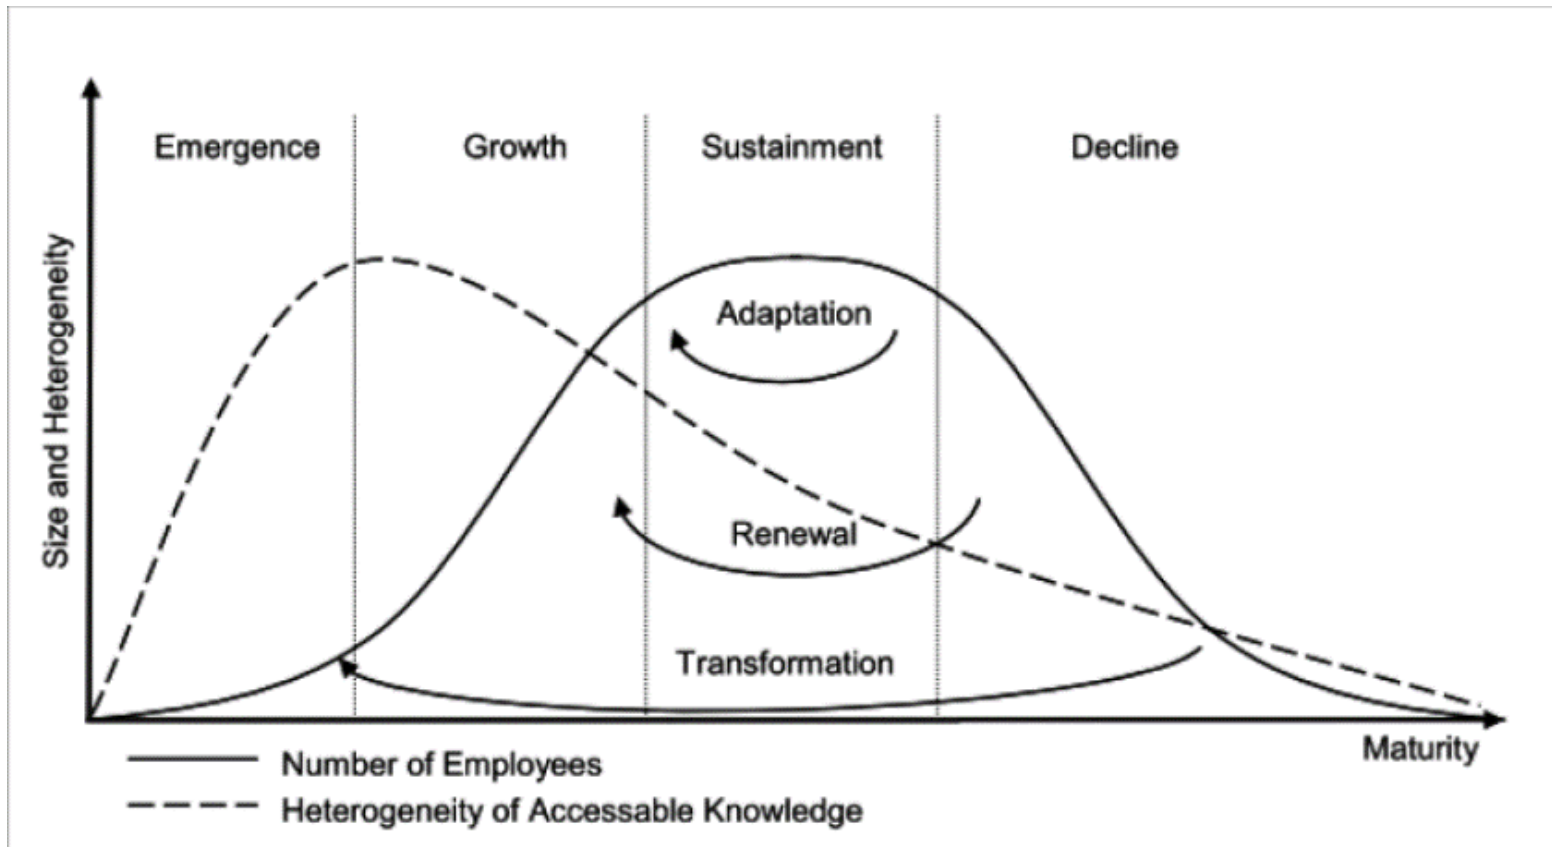 Emergence
Growth
Sustainment
Decline
Size and Heterogeneity
Adaptation
Renewal
Transformation
Maturity
Number of Employees
Heterogeneity of Accessable Knowledge